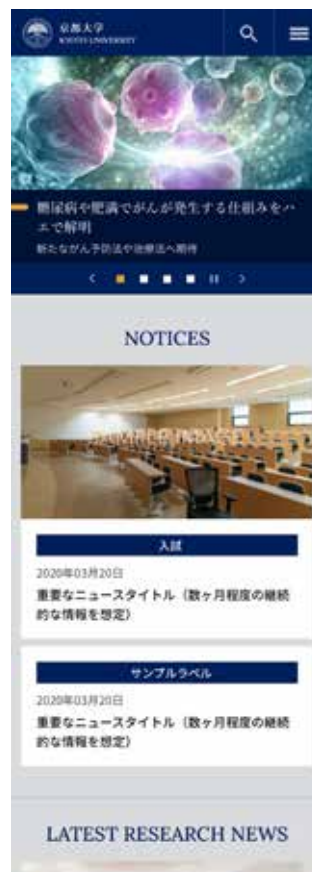 京都大学
KYOTO UNIVERSITY
糖尿病や肥満でがんが発生する仕組みをハ
エで解明
新たながん予防法や治療法へ期待
NOTICES
SAMPLE IMAGE
入試
2020年03月20日
重要なニュースタイトル（数ヶ月程度の継続
的な情報を想定）
サンプルラベル
2020年03月20日
重要なニュースタイトル（数ヶ月程度の継続
的な情報を想定）
LATEST RESEARCH NEWS